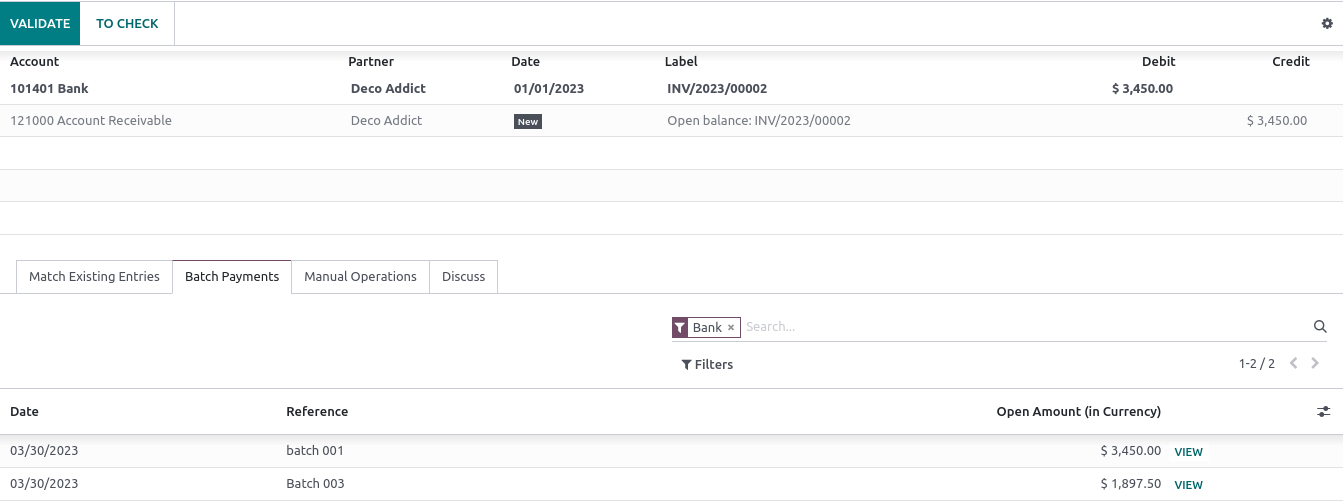 VALIDATE TO CHECK
Account Partner Date Label Debit Credit
101401 Bank Deco Addict 01/01/2023 INV/2023/00002 $ 3,450.00
121000 Account Receivable Deco Addict New Open balance: INV/2023/00002 $ 3,450.00
Match Existing Entries Batch Payments Manual Operations Discuss
Bank × Search...
Filters 1-2 / 2
Date Reference Open Amount (in Currency)
03/30/2023 batch 001 $ 3,450.00 VIEW
03/30/2023 Batch 003 $ 1,897.50 VIEW